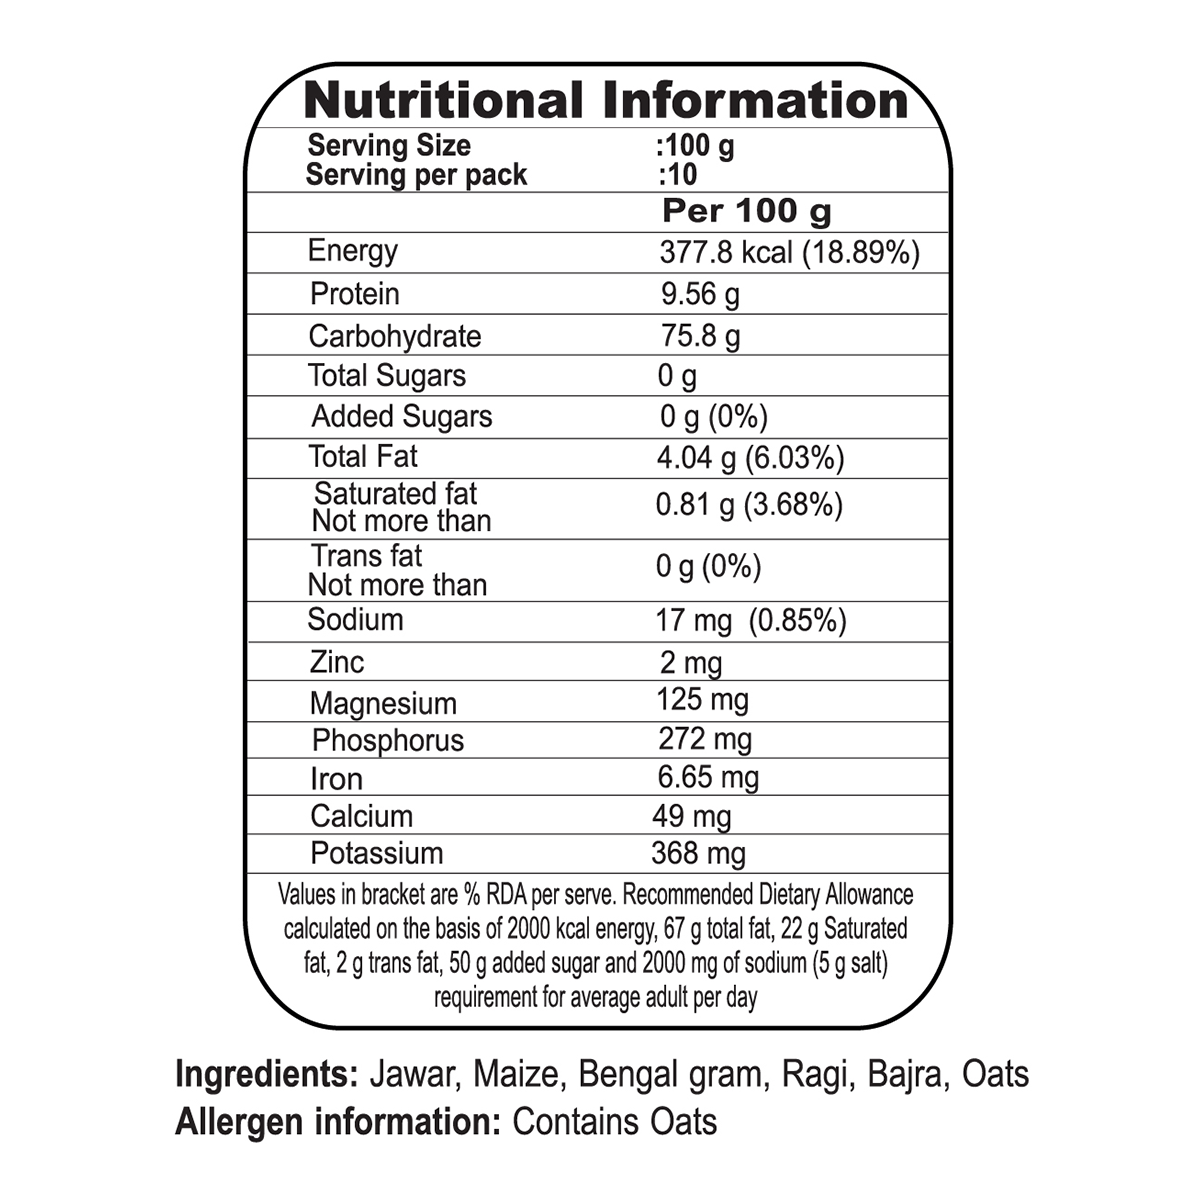 Nutritional Information
Serving Size :100 g
Serving per pack :10
Per 100 g
Energy 377.8 kcal (18.89%)
Protein 9.56 g
Carbohydrate 75.8 g
Total Sugars 0 g
Added Sugars 0 g (0%)
Total Fat 4.04 g (6.03%)
Saturated fat
Not more than 0.81 g (3.68%)
Trans fat
Not more than 0 g (0%)
Sodium 17 mg (0.85%)
Zinc 2 mg
Magnesium 125 mg
Phosphorus 272 mg
Iron 6.65 mg
Calcium 49 mg
Potassium 368 mg
Values in bracket are % RDA per serve. Recommended Dietary Allowance
calculated on the basis of 2000 kcal energy, 67 g total fat, 22 g Saturated
fat, 2 g trans fat, 50 g added sugar and 2000 mg of sodium (5 g salt)
requirement for average adult per day
Ingredients: Jawar, Maize, Bengal gram, Ragi, Bajra, Oats
Allergen information: Contains Oats